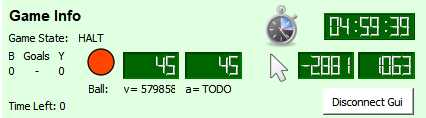 Game Info
04:59:39
Game State: HALT
B Goals Y
0 - 0
45 45
-2881 1063
Ball: v= 579858 a= TODO
Time Left: 0
Disconnect Gui